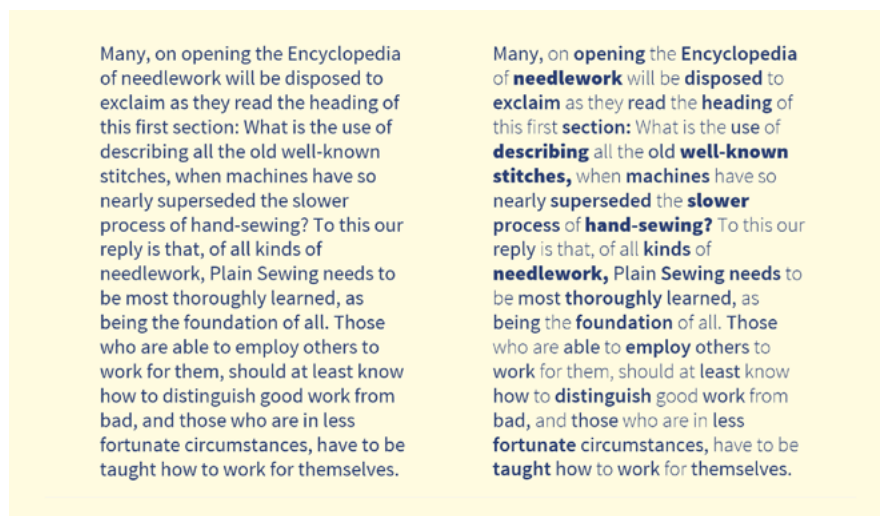 Many, on opening the Encyclopedia
of needlework will be disposed to
exclaim as they read the heading of
this first section: What is the use of
describing all the old well-known
stitches, when machines have so
nearly superseded the slower
process of hand-sewing? To this our
reply is that, of all kinds of
needlework, Plain Sewing needs to
be most thoroughly learned, as
being the foundation of all. Those
who are able to employ others to
work for them, should at least know
how to distinguish good work from
bad, and those who are in less
fortunate circumstances, have to be
taught how to work for themselves.
Many, on opening the Encyclopedia
of needlework will be disposed to
exclaim as they read the heading of
this first section: What is the use of
describing all the old well-known
stitches, when machines have so
nearly superseded the slower
process of hand-sewing? To this our
reply is that, of all kinds of
needlework, Plain Sewing needs to
be most thoroughly learned, as
being the foundation of all. Those
who are able to employ others to
work for them, should at least know
how to distinguish good work from
bad, and those who are in less
fortunate circumstances, have to be
taught how to work for themselves.